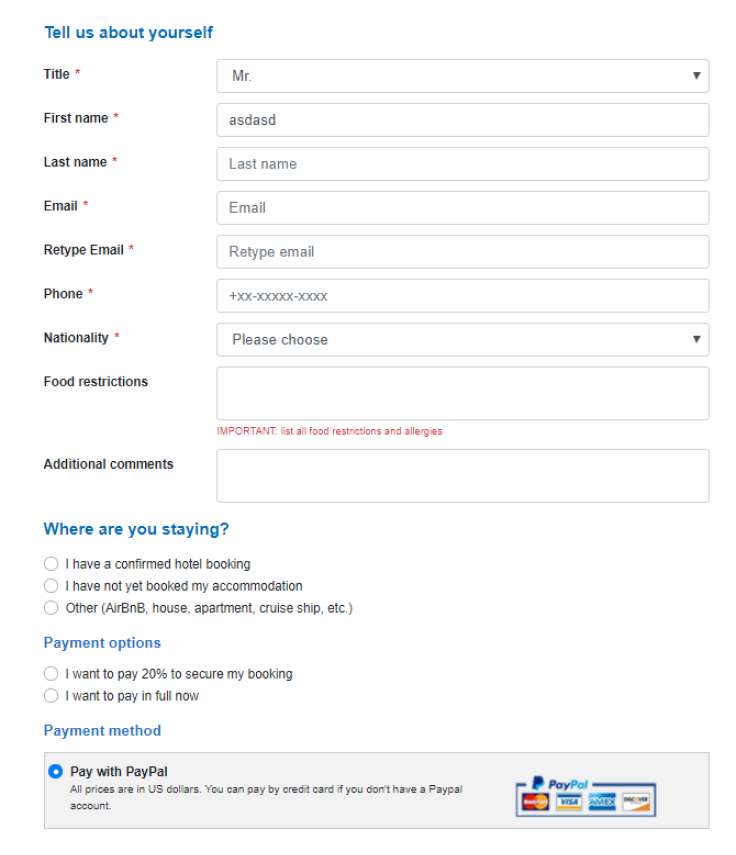 Tell us about yourself
Title *
Mr.
First name *
asdasd
Last name *
Last name
Email *
Email
Retype Email *
Retype email
Phone *
+xx-xxxxx-xxxx
Nationality *
Please choose
Food restrictions
IMPORTANT: list all food restrictions and allergies
Additional comments
Where are you staying?
I have a confirmed hotel booking
I have not yet booked my accommodation
Other (AirBnB, house, apartment, cruise ship, etc.)
Payment options
I want to pay 20% to secure my booking
I want to pay in full now
Payment method
Pay with PayPal
All prices are in US dollars. You can pay by credit card if you don't have a Paypal
account.
PayPal
MasterCard VISA AMEX DISCOVER